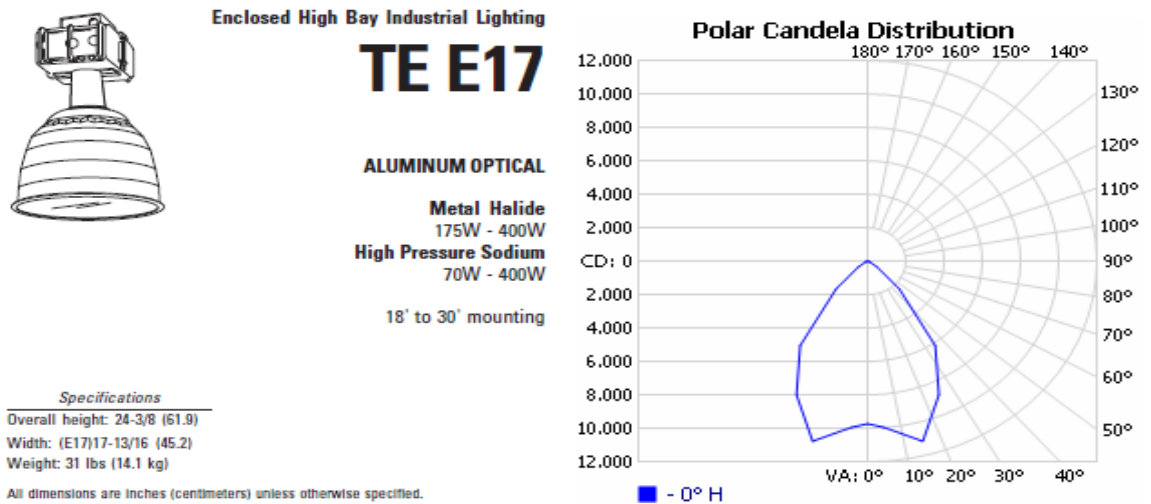 Enclosed High Bay Industrial Lighting
TE E17
ALUMINUM OPTICAL
Metal Halide
175W - 400W
High Pressure Sodium
70W - 400W
18' to 30' mounting
Specifications
Overall height: 24-3/8 (61.9)
Width: (E17)17-13/16 (45.2)
Weight: 31 lbs (14.1 kg)
All dimensions are inches (centimeters) unless otherwise specified.
Polar Candela Distribution
180° 170° 160° 150° 140°
12.000
10.000
130°
8.000
120°
6.000
110°
4.000
2.000
100°
CD: 0
90°
2.000
80°
4.000
70°
6.000
60°
8.000
10.000
50°
12.000
VA: 0° 10° 20° 30° 40°
- 0° H